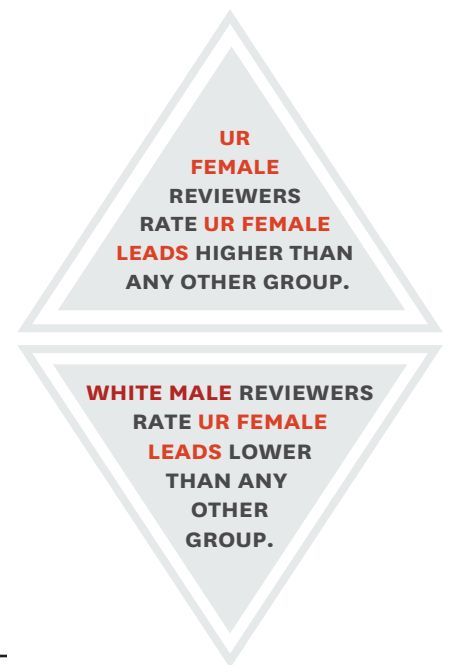 UR
FEMALE
REVIEWERS
RATE UR FEMALE
LEADS HIGHER THAN
ANY OTHER GROUP.
WHITE MALE REVIEWERS
RATE UR FEMALE
LEADS LOWER
THAN ANY
OTHER
GROUP.